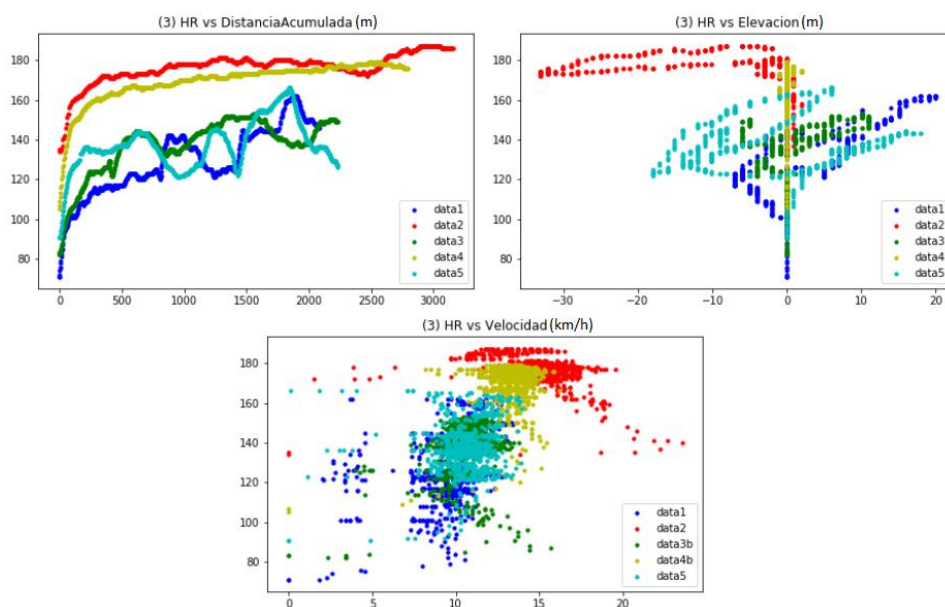 (3) HR vs DistanciaAcumulada (m)
180
160
140
120
100
80
0 500 1000 1500 2000 2500 3000
data1
data2
data3
data4
data5
(3) HR vs Elevacion (m)
180
160
140
120
100
80
−30 −20 −10 0 10 20
data1
data2
data3
data4
data5
(3) HR vs Velocidad (km/h)
180
160
140
120
100
80
0 5 10 15 20
data1
data2
data3b
data4b
data5